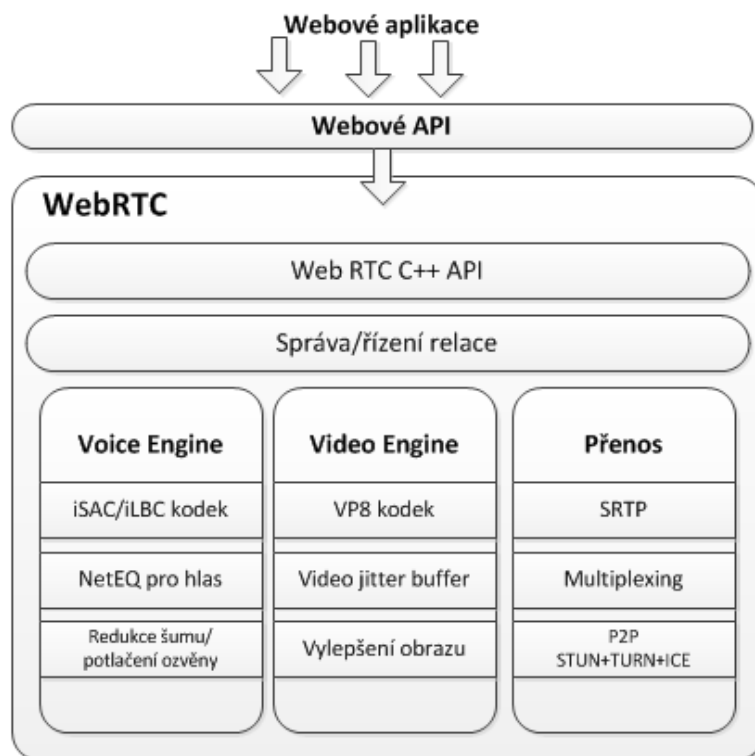 Webové aplikace
Webové API
WebRTC
Web RTC C++ API
Správa/řízení relace
Voice Engine
iSAC/iLBC kodek
NetEQ pro hlas
Redukce šumu/
potlačení ozvěny
Video Engine
VP8 kodek
Video jitter buffer
Vylepšení obrazu
Přenos
SRTP
Multiplexing
P2P
STUN+TURN+ICE